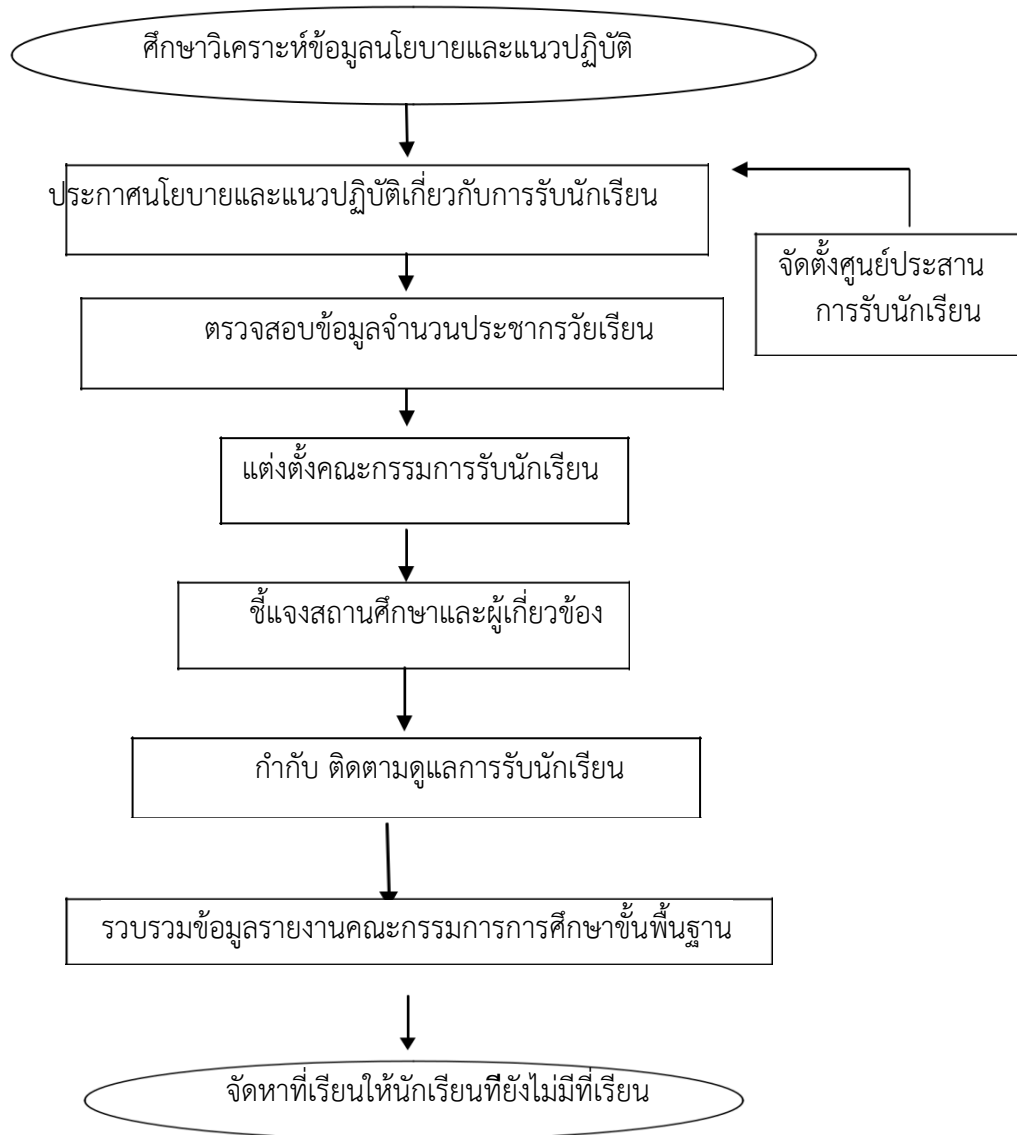 ศึกษาวิเคราะห์ข้อมูลนโยบายและแนวปฏิบัติ
ประกาศนโยบายและแนวปฏิบัติเกี่ยวกับการรับนักเรียน
จัดตั้งศูนย์ประสาน
การรับนักเรียน
ตรวจสอบข้อมูลจำนวนประชากรวัยเรียน
แต่งตั้งคณะกรรมการรับนักเรียน
ชี้แจงสถานศึกษาและผู้เกี่ยวข้อง
กำกับ ติดตามดูแลการรับนักเรียน
รวบรวมข้อมูลรายงานคณะกรรมการการศึกษาขั้นพื้นฐาน
จัดหาที่เรียนให้นักเรียนที่ยังไม่มีที่เรียน